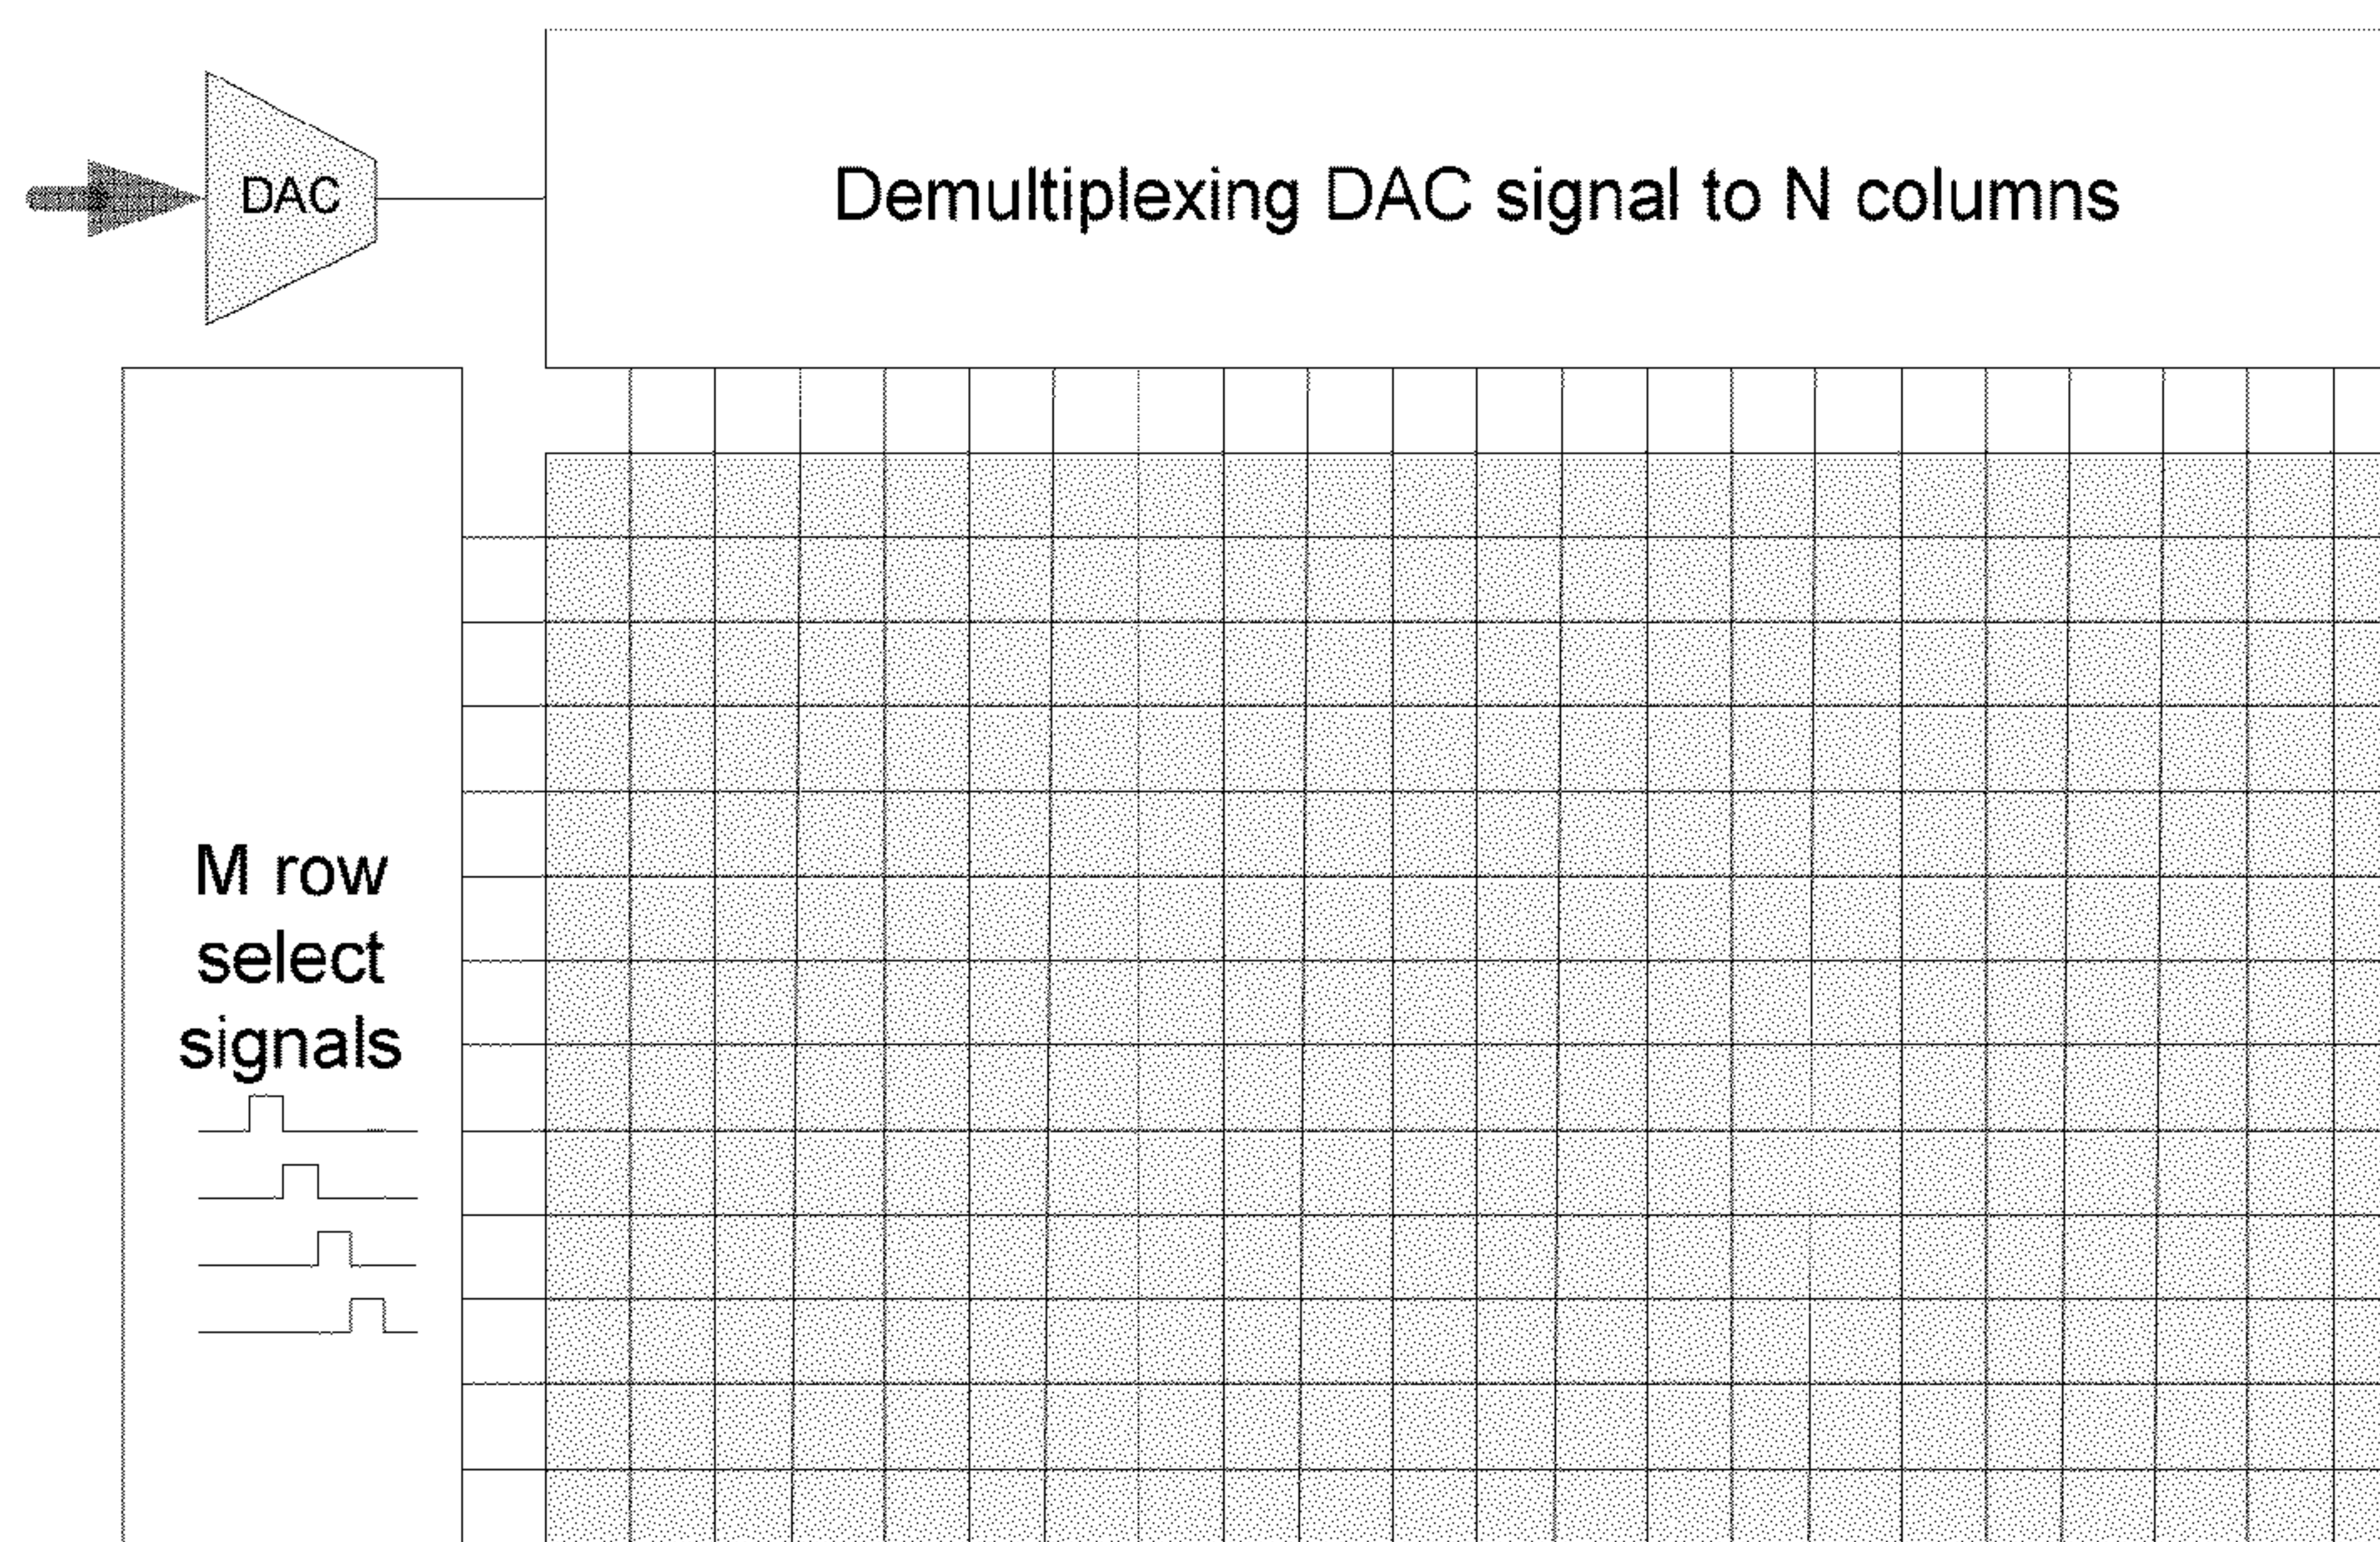 DAC
Demultiplexing DAC signal to N columns
M row
select
signals